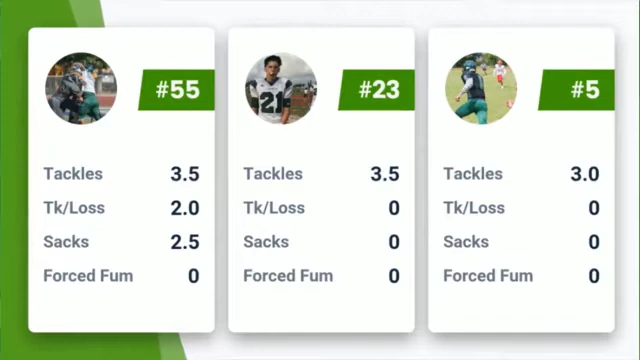 #55
Tackles 3.5
Tk/Loss 2.0
Sacks 2.5
Forced Fum 0
#23
21
Tackles 3.5
Tk/Loss 0
Sacks 0
Forced Fum 0
#5
Tackles 3.0
Tk/Loss 0
Sacks 0
Forced Fum 0